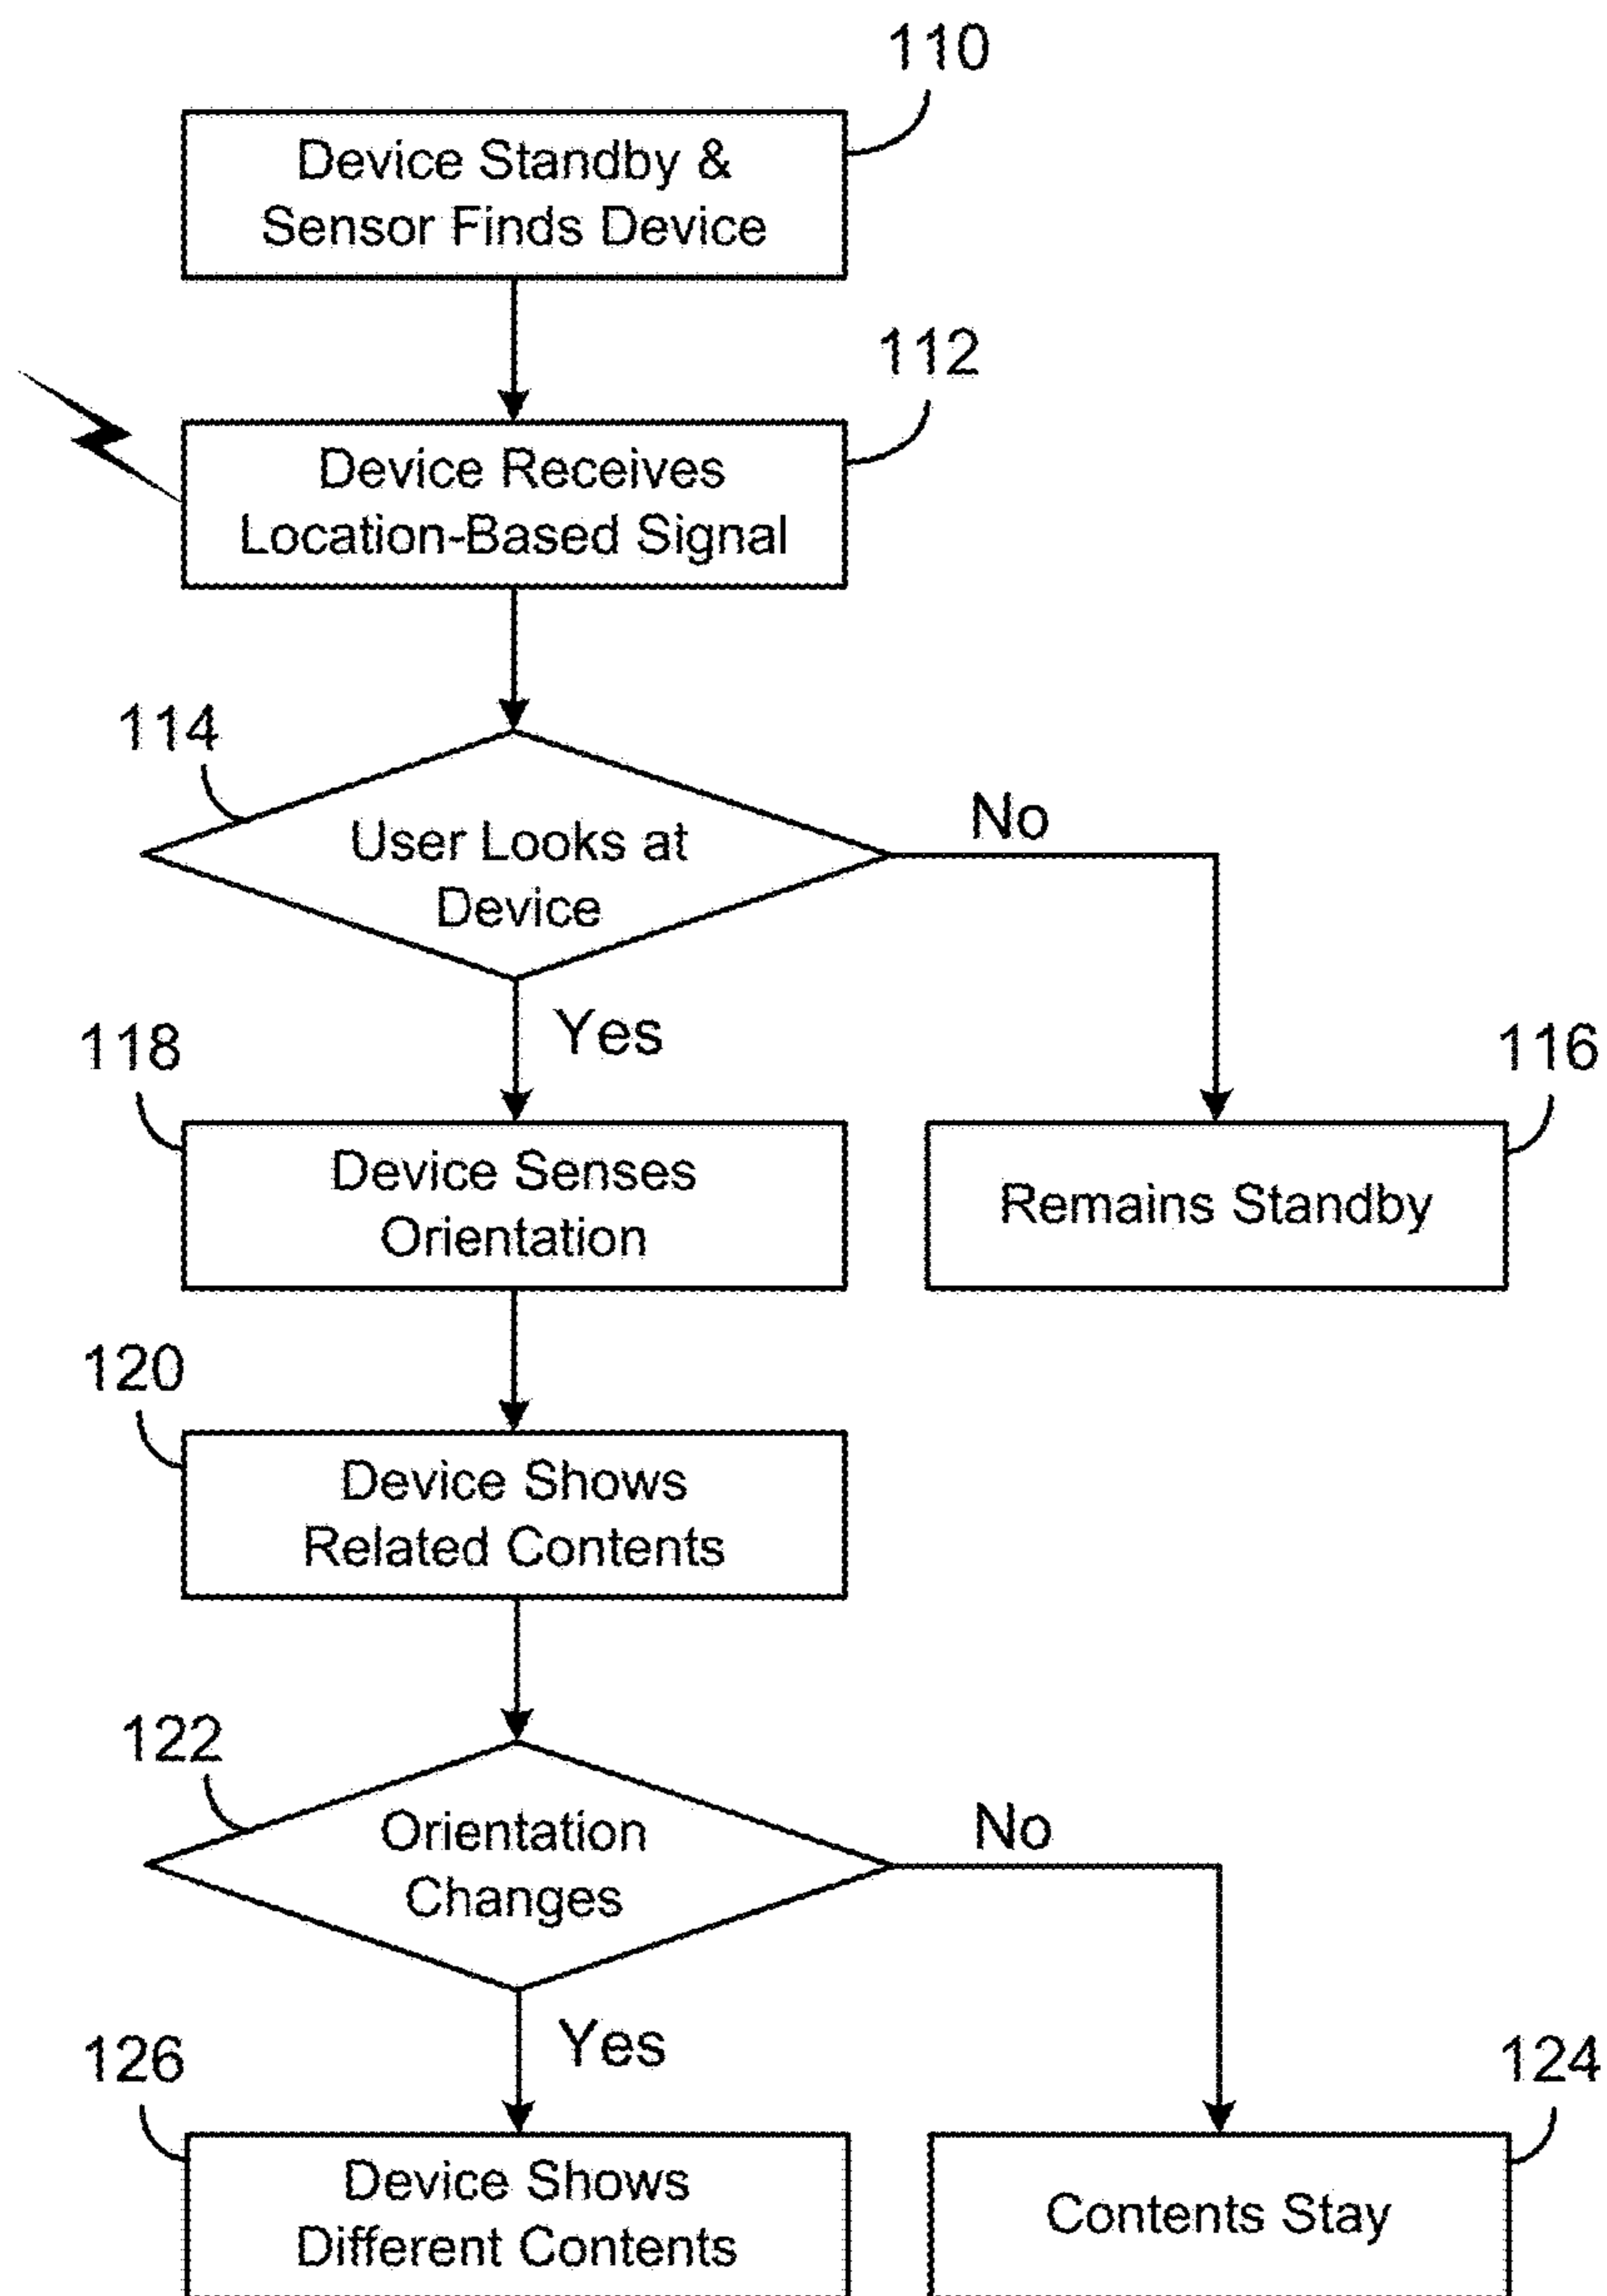 110
Device Standby &
Sensor Finds Device
112
Device Receives
Location-Based Signal
114
User Looks at
Device
No
Yes
118
116
Device Senses
Orientation
Remains Standby
120
Device Shows
Related Contents
122
Orientation
Changes
No
Yes
126
124
Device Shows
Different Contents
Contents Stay